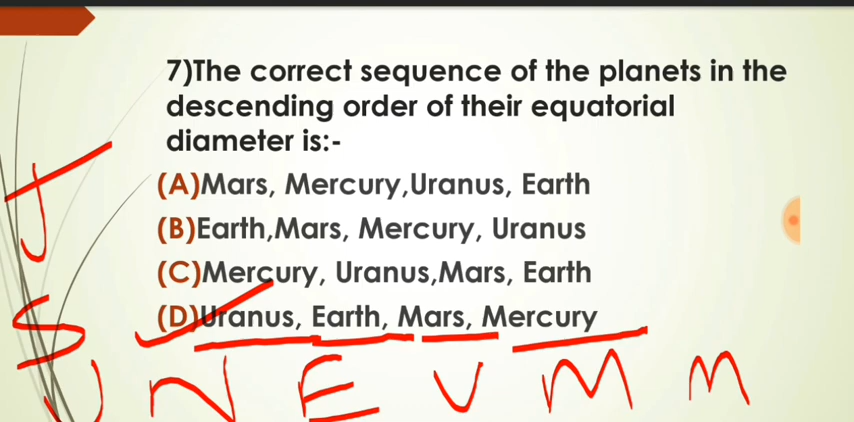 7)The correct sequence of the planets in the
descending order of their equatorial
diameter is:-
(A)Mars, Mercury,Uranus, Earth
(B)Earth,Mars, Mercury, Uranus
(C)Mercury, Uranus,Mars, Earth
(D)Uranus, Earth, Mars, Mercury
J
S
U N E V M M